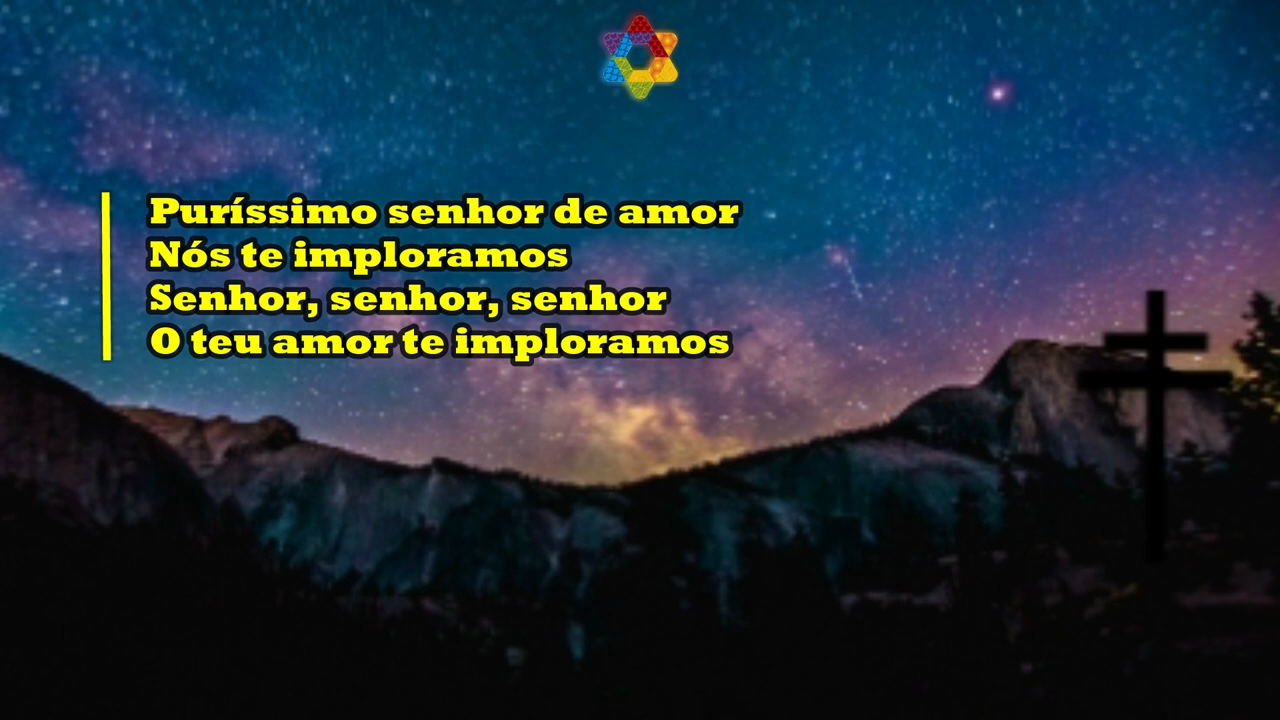 Puríssimo senhor de amor
Nós te imploramos
Senhor, senhor, senhor
O teu amor te imploramos